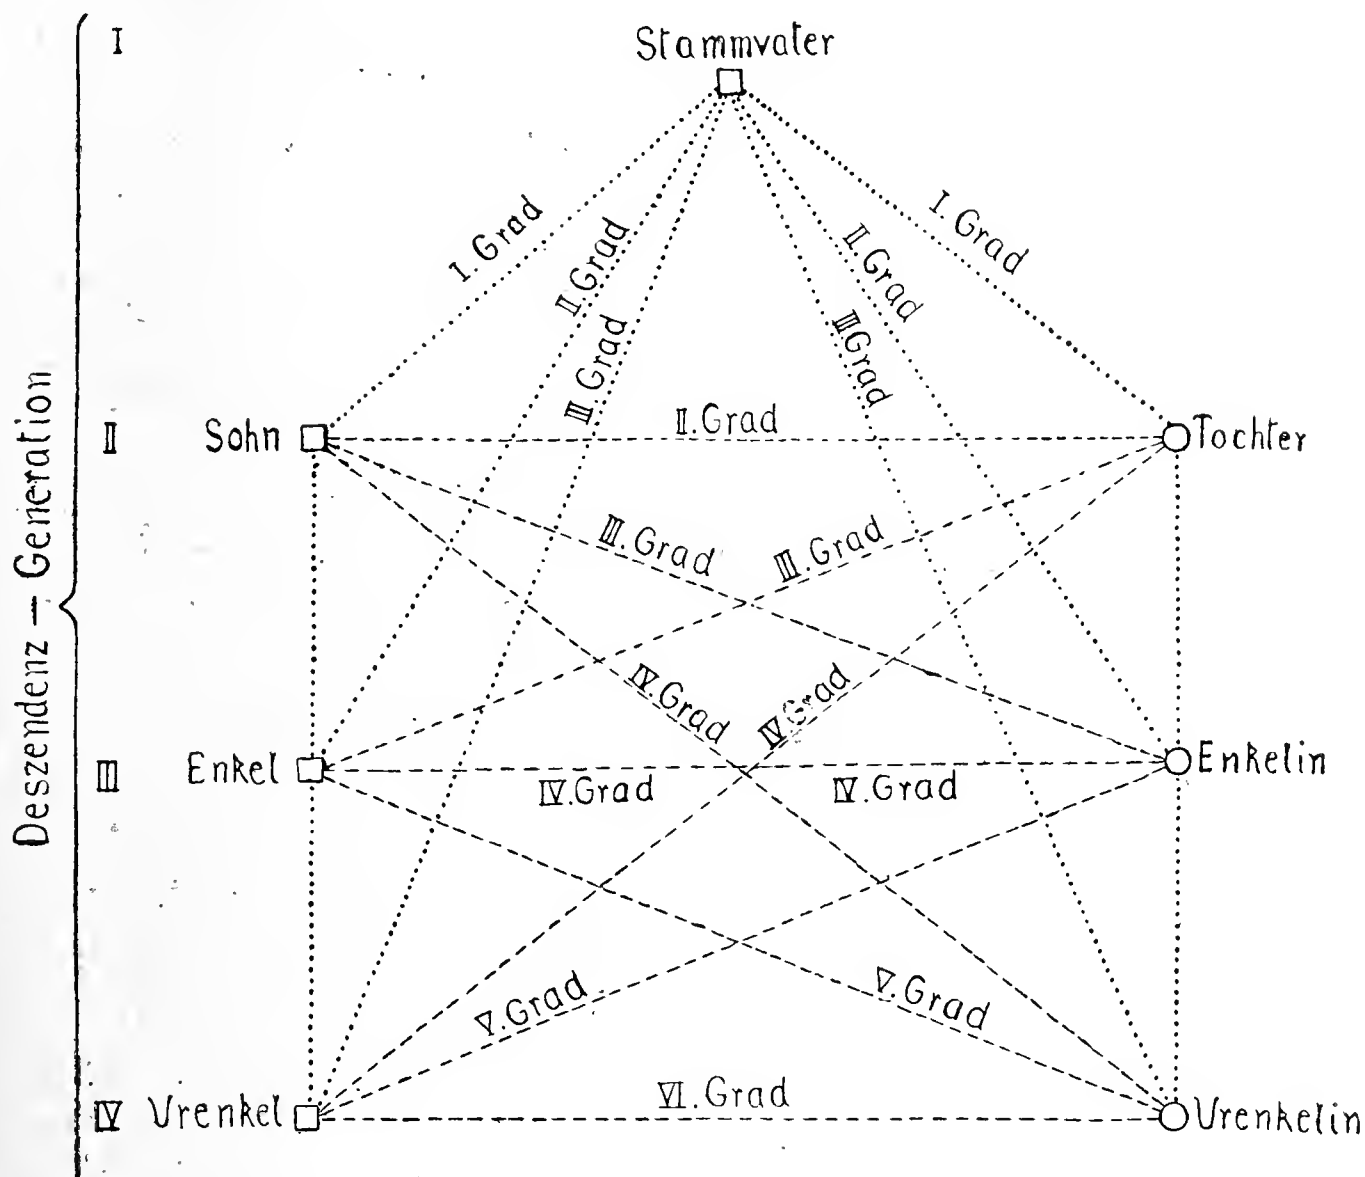 Deszendenz — Generation
I
Stammvater
I. Grad
I. Grad
II. Grad
II. Grad
III. Grad
III Grad
II
Sohn
II. Grad
Tochter
III. Grad
III. Grad
IV. Grad
IV Grad
III
Enkel
Enkelin
IV. Grad
IV. Grad
V. Grad
V. Grad
VI. Grad
IV
Urenkel
Urenkelin